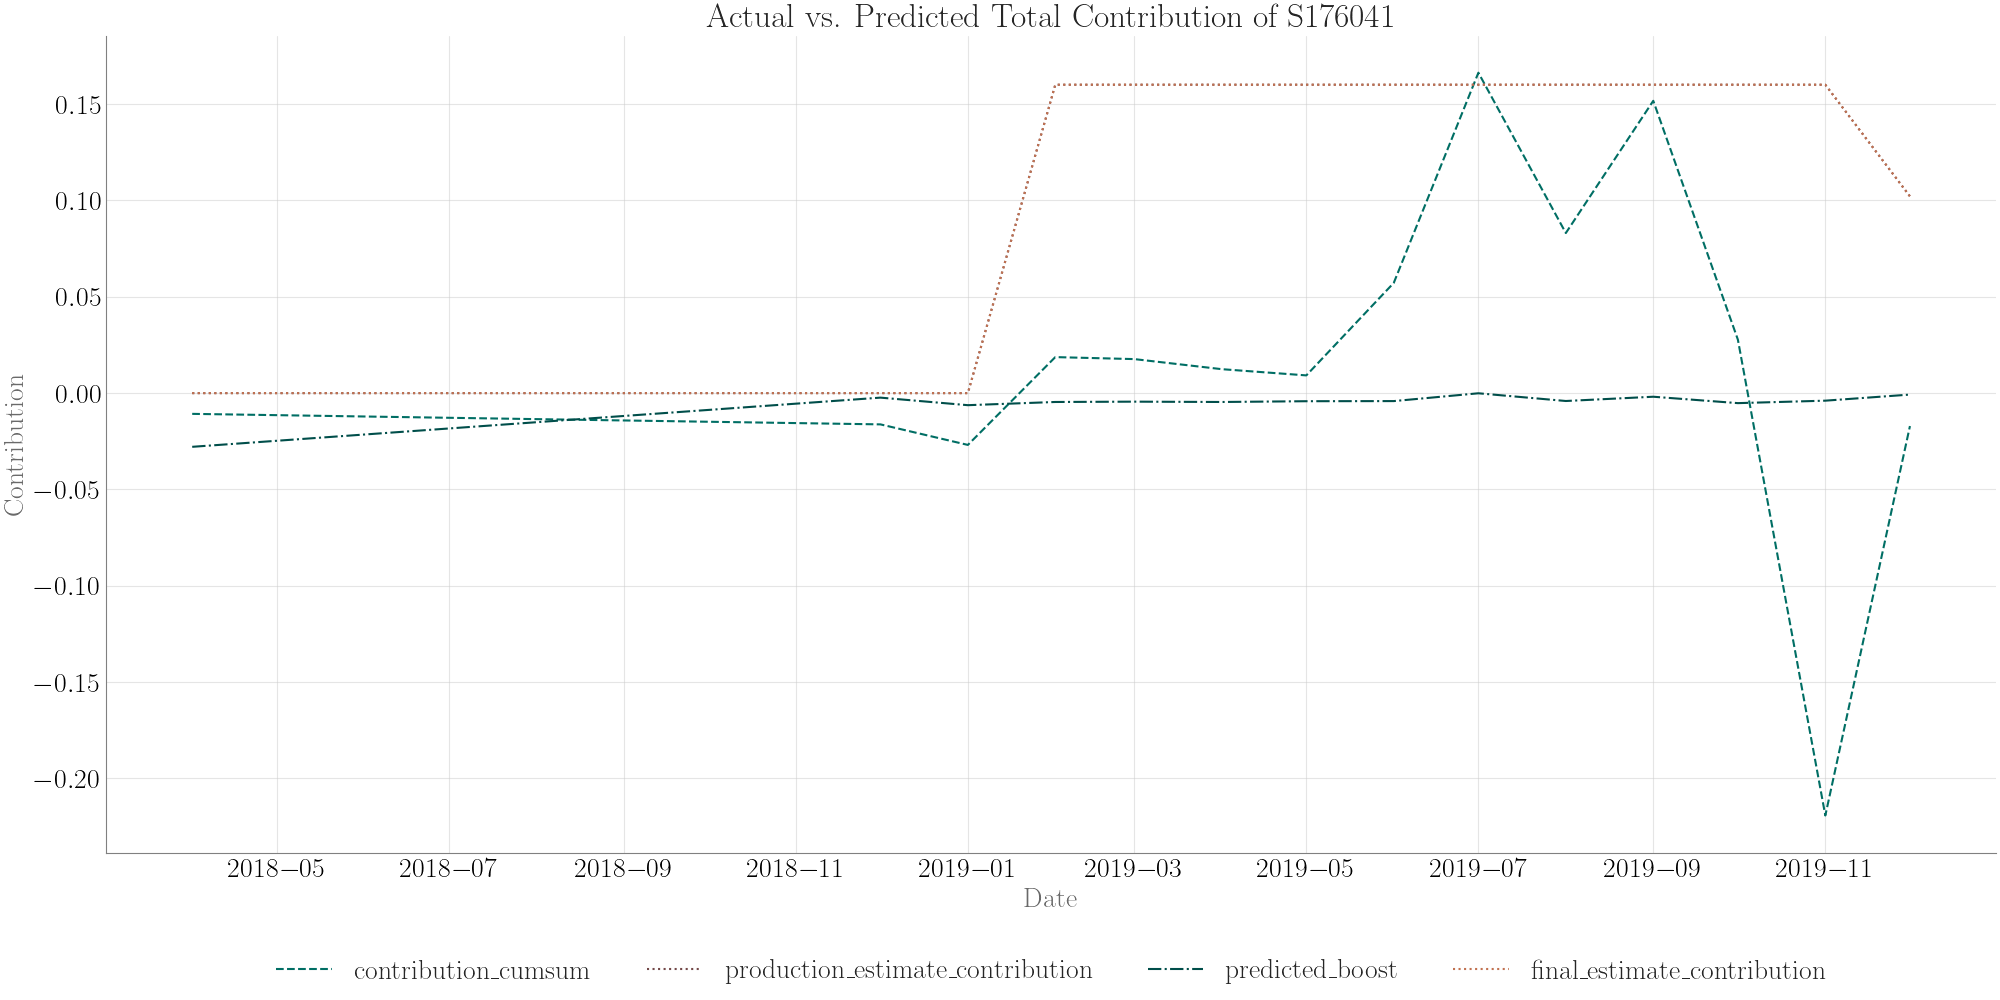 Actual vs. Predicted Total Contribution of S176041
0.15
0.10
0.05
0.00
−0.05
−0.10
−0.15
−0.20
Contribution
2018−05 2018−07 2018−09 2018−11 2019−01 2019−03 2019−05 2019−07 2019−09 2019−11
Date
contribution_cumsum production_estimate_contribution predicted_boost final_estimate_contribution